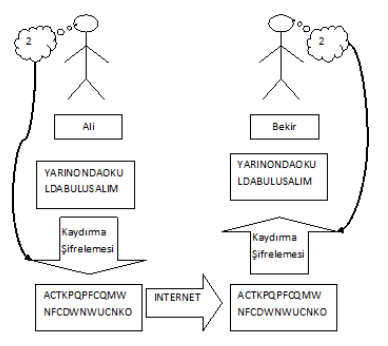 2
2
Ali
Bekir
YARINONDAOKU
LDABULUSALIM
YARINONDAOKU
LDABULUSALIM
Kaydırma
Şifrelemesi
Kaydırma
Şifrelemesi
ACTKPQPFCQMW
NFCDWNWUCNKO
INTERNET
ACTKPQPFCQMW
NFCDWNWUCNKO